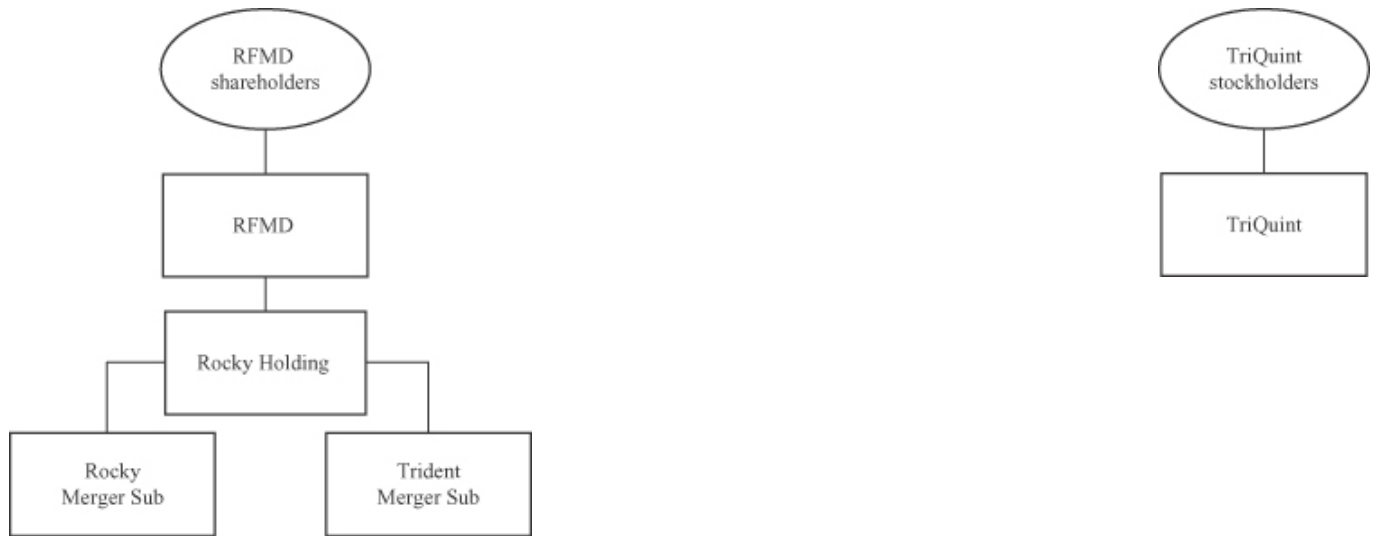 RFMD
shareholders
TriQuint
stockholders
RFMD
TriQuint
Rocky Holding
Rocky
Merger Sub
Trident
Merger Sub